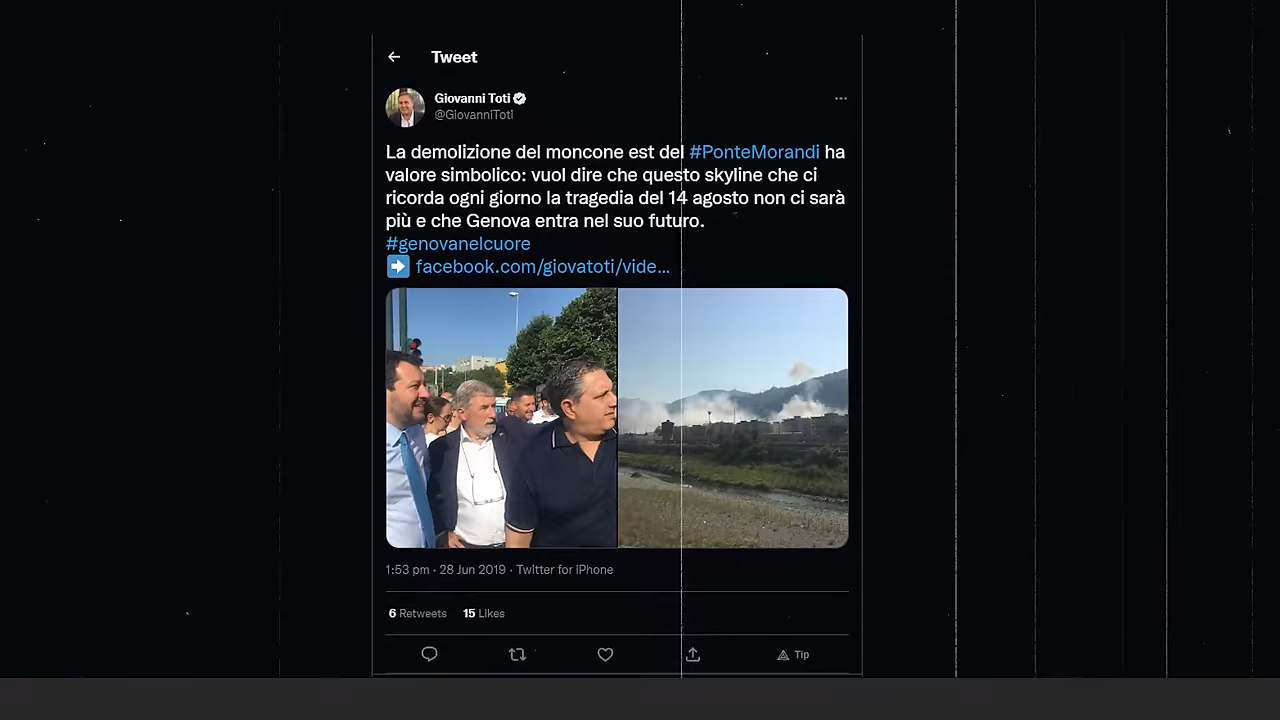 Tweet
Giovanni Toti
@GiovanniToti
La demolizione del moncone est del #PonteMorandi ha
valore simbolico: vuol dire che questo skyline che ci
ricorda ogni giorno la tragedia del 14 agosto non ci sarà
più e che Genova entra nel suo futuro.
#genovanelcuore
facebook.com/giovatoti/vide...
1:53 pm · 28 Jun 2019 · Twitter for iPhone
6 Retweets 15 Likes
Tip